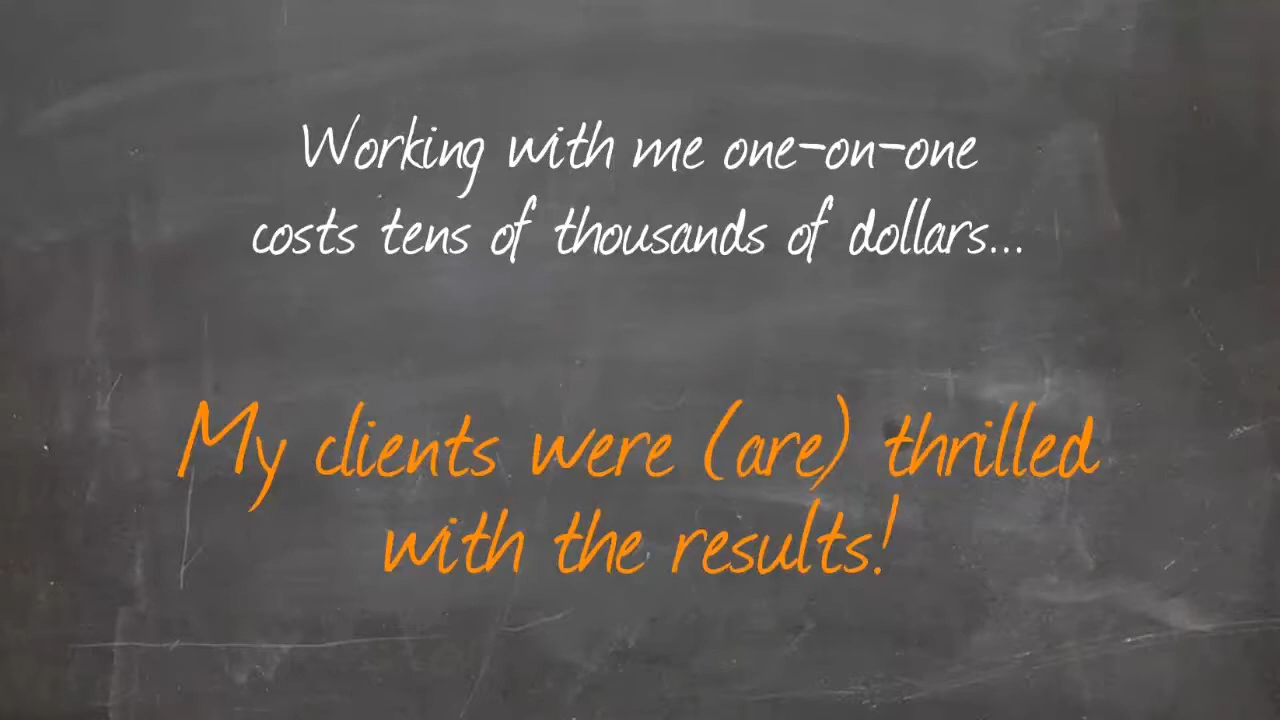 Working with me one-on-one
costs tens of thousands of dollars...
My clients were (are) thrilled
with the results!